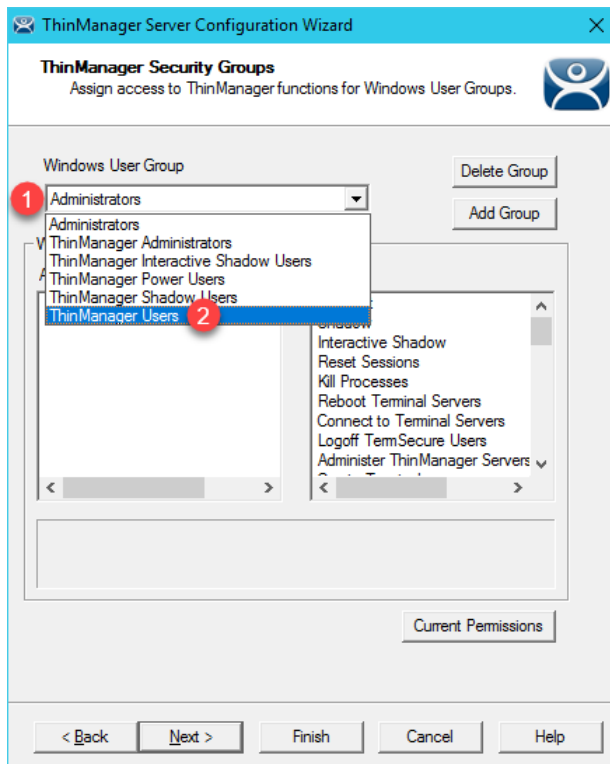 ThinManager Server Configuration Wizard
ThinManager Security Groups
Assign access to ThinManager functions for Windows User Groups.
Windows User Group
Delete Group
1
Administrators
Add Group
Administrators
ThinManager Administrators
ThinManager Interactive Shadow Users
ThinManager Power Users
ThinManager Shadow Users
ThinManager Users 2
Interactive Shadow
Reset Sessions
Kill Processes
Reboot Terminal Servers
Connect to Terminal Servers
Logoff TermSecure Users
Administer ThinManager Servers
Current Permissions
< Back
Next >
Finish
Cancel
Help